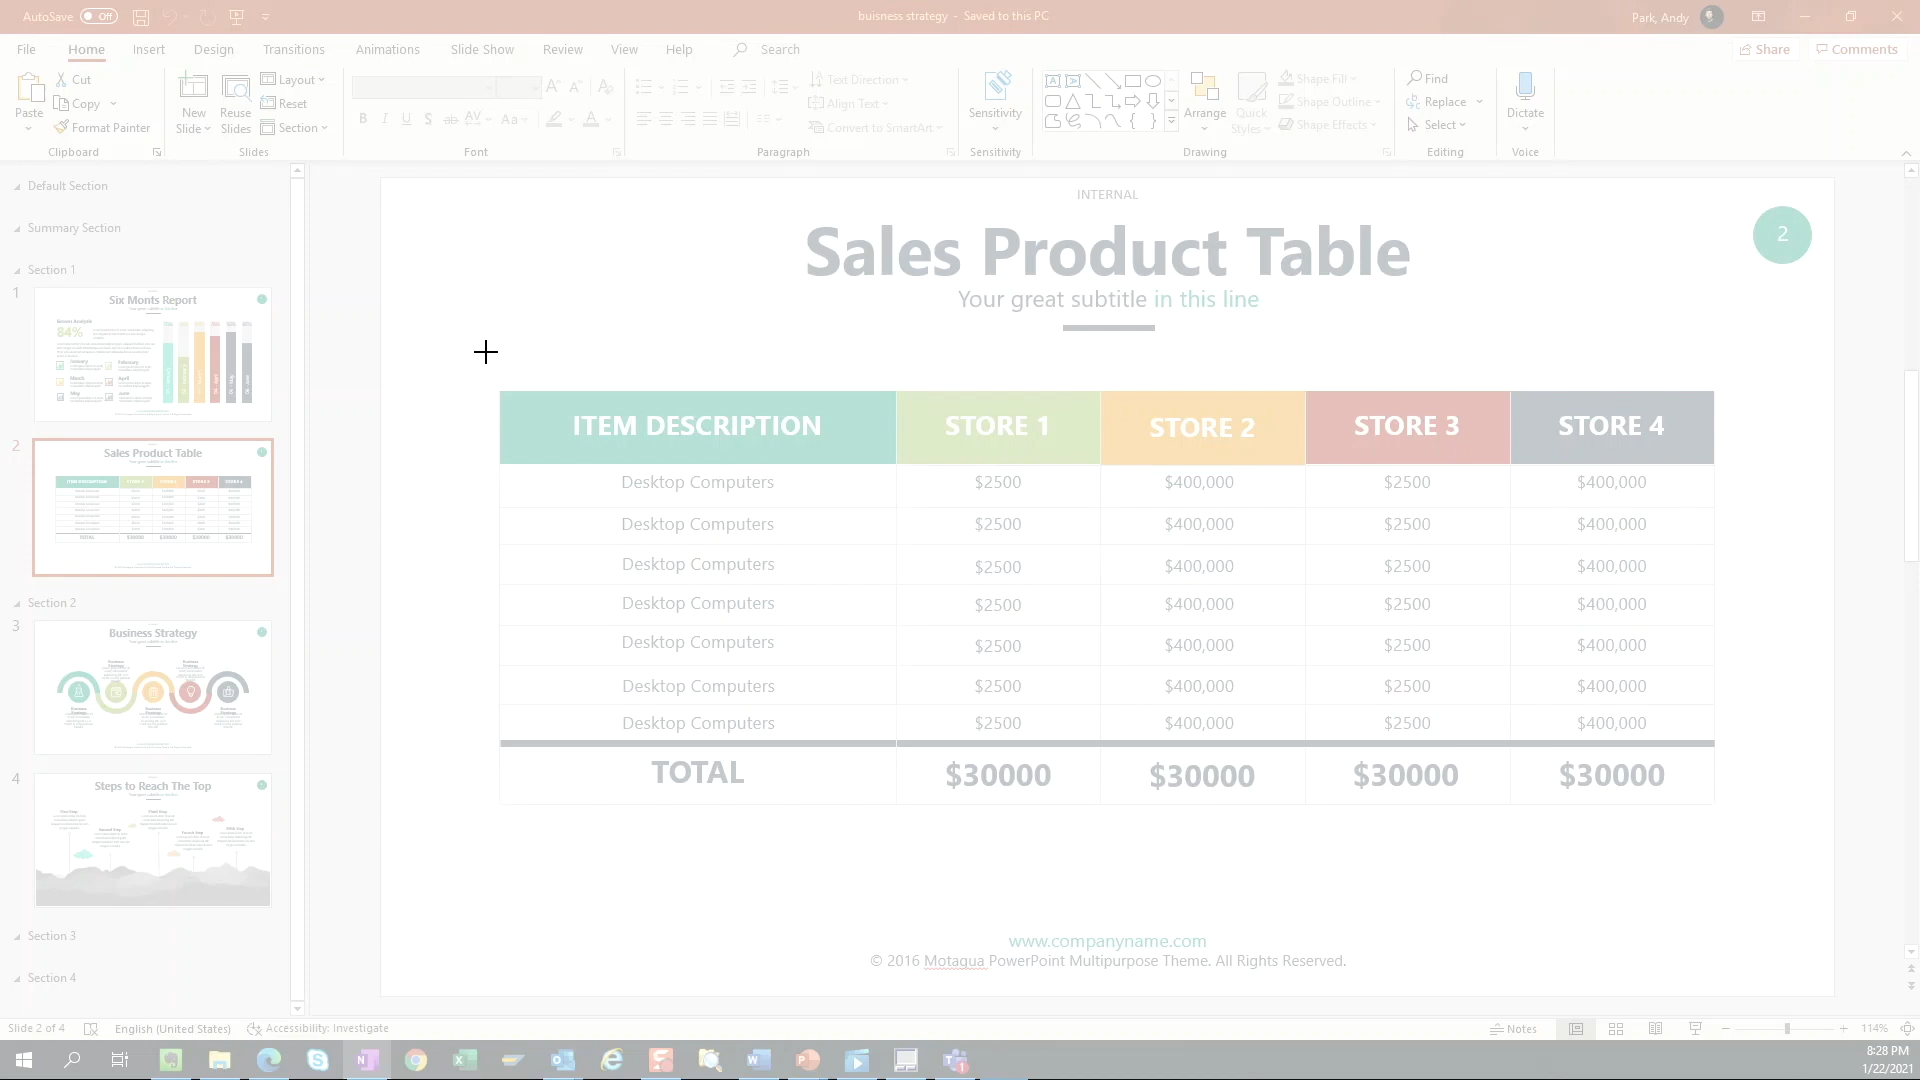 AutoSave Off
buisness strategy - Saved to this PC
Park, Andy
File Home Insert Design Transitions Animations Slide Show Review View Help Search
Share Comments
Paste
Cut
Copy
Format Painter
Clipboard
New Slide
Reuse Slides
Layout
Reset
Section
Slides
Font
Text Direction
Align Text
Convert to SmartArt
Paragraph
Sensitivity
Sensitivity
Arrange
Quick Styles
Shape Fill
Shape Outline
Shape Effects
Drawing
Find
Replace
Select
Editing
Dictate
Voice
Default Section
Summary Section
Section 1
1
Six Monts Report
84%
2
Sales Product Table
Section 2
3
Business Strategy
4
Steps to Reach The Top
Section 3
Section 4
INTERNAL
2
Sales Product Table
Your great subtitle in this line
ITEM DESCRIPTION STORE 1 STORE 2 STORE 3 STORE 4
Desktop Computers $2500 $400,000 $2500 $400,000
Desktop Computers $2500 $400,000 $2500 $400,000
Desktop Computers $2500 $400,000 $2500 $400,000
Desktop Computers $2500 $400,000 $2500 $400,000
Desktop Computers $2500 $400,000 $2500 $400,000
Desktop Computers $2500 $400,000 $2500 $400,000
Desktop Computers $2500 $400,000 $2500 $400,000
TOTAL $30000 $30000 $30000 $30000
www.companyname.com
© 2016 Motagua PowerPoint Multipurpose Theme. All Rights Reserved.
Slide 2 of 4 English (United States) Accessibility: Investigate
Notes
114%
8:28 PM
1/22/2021